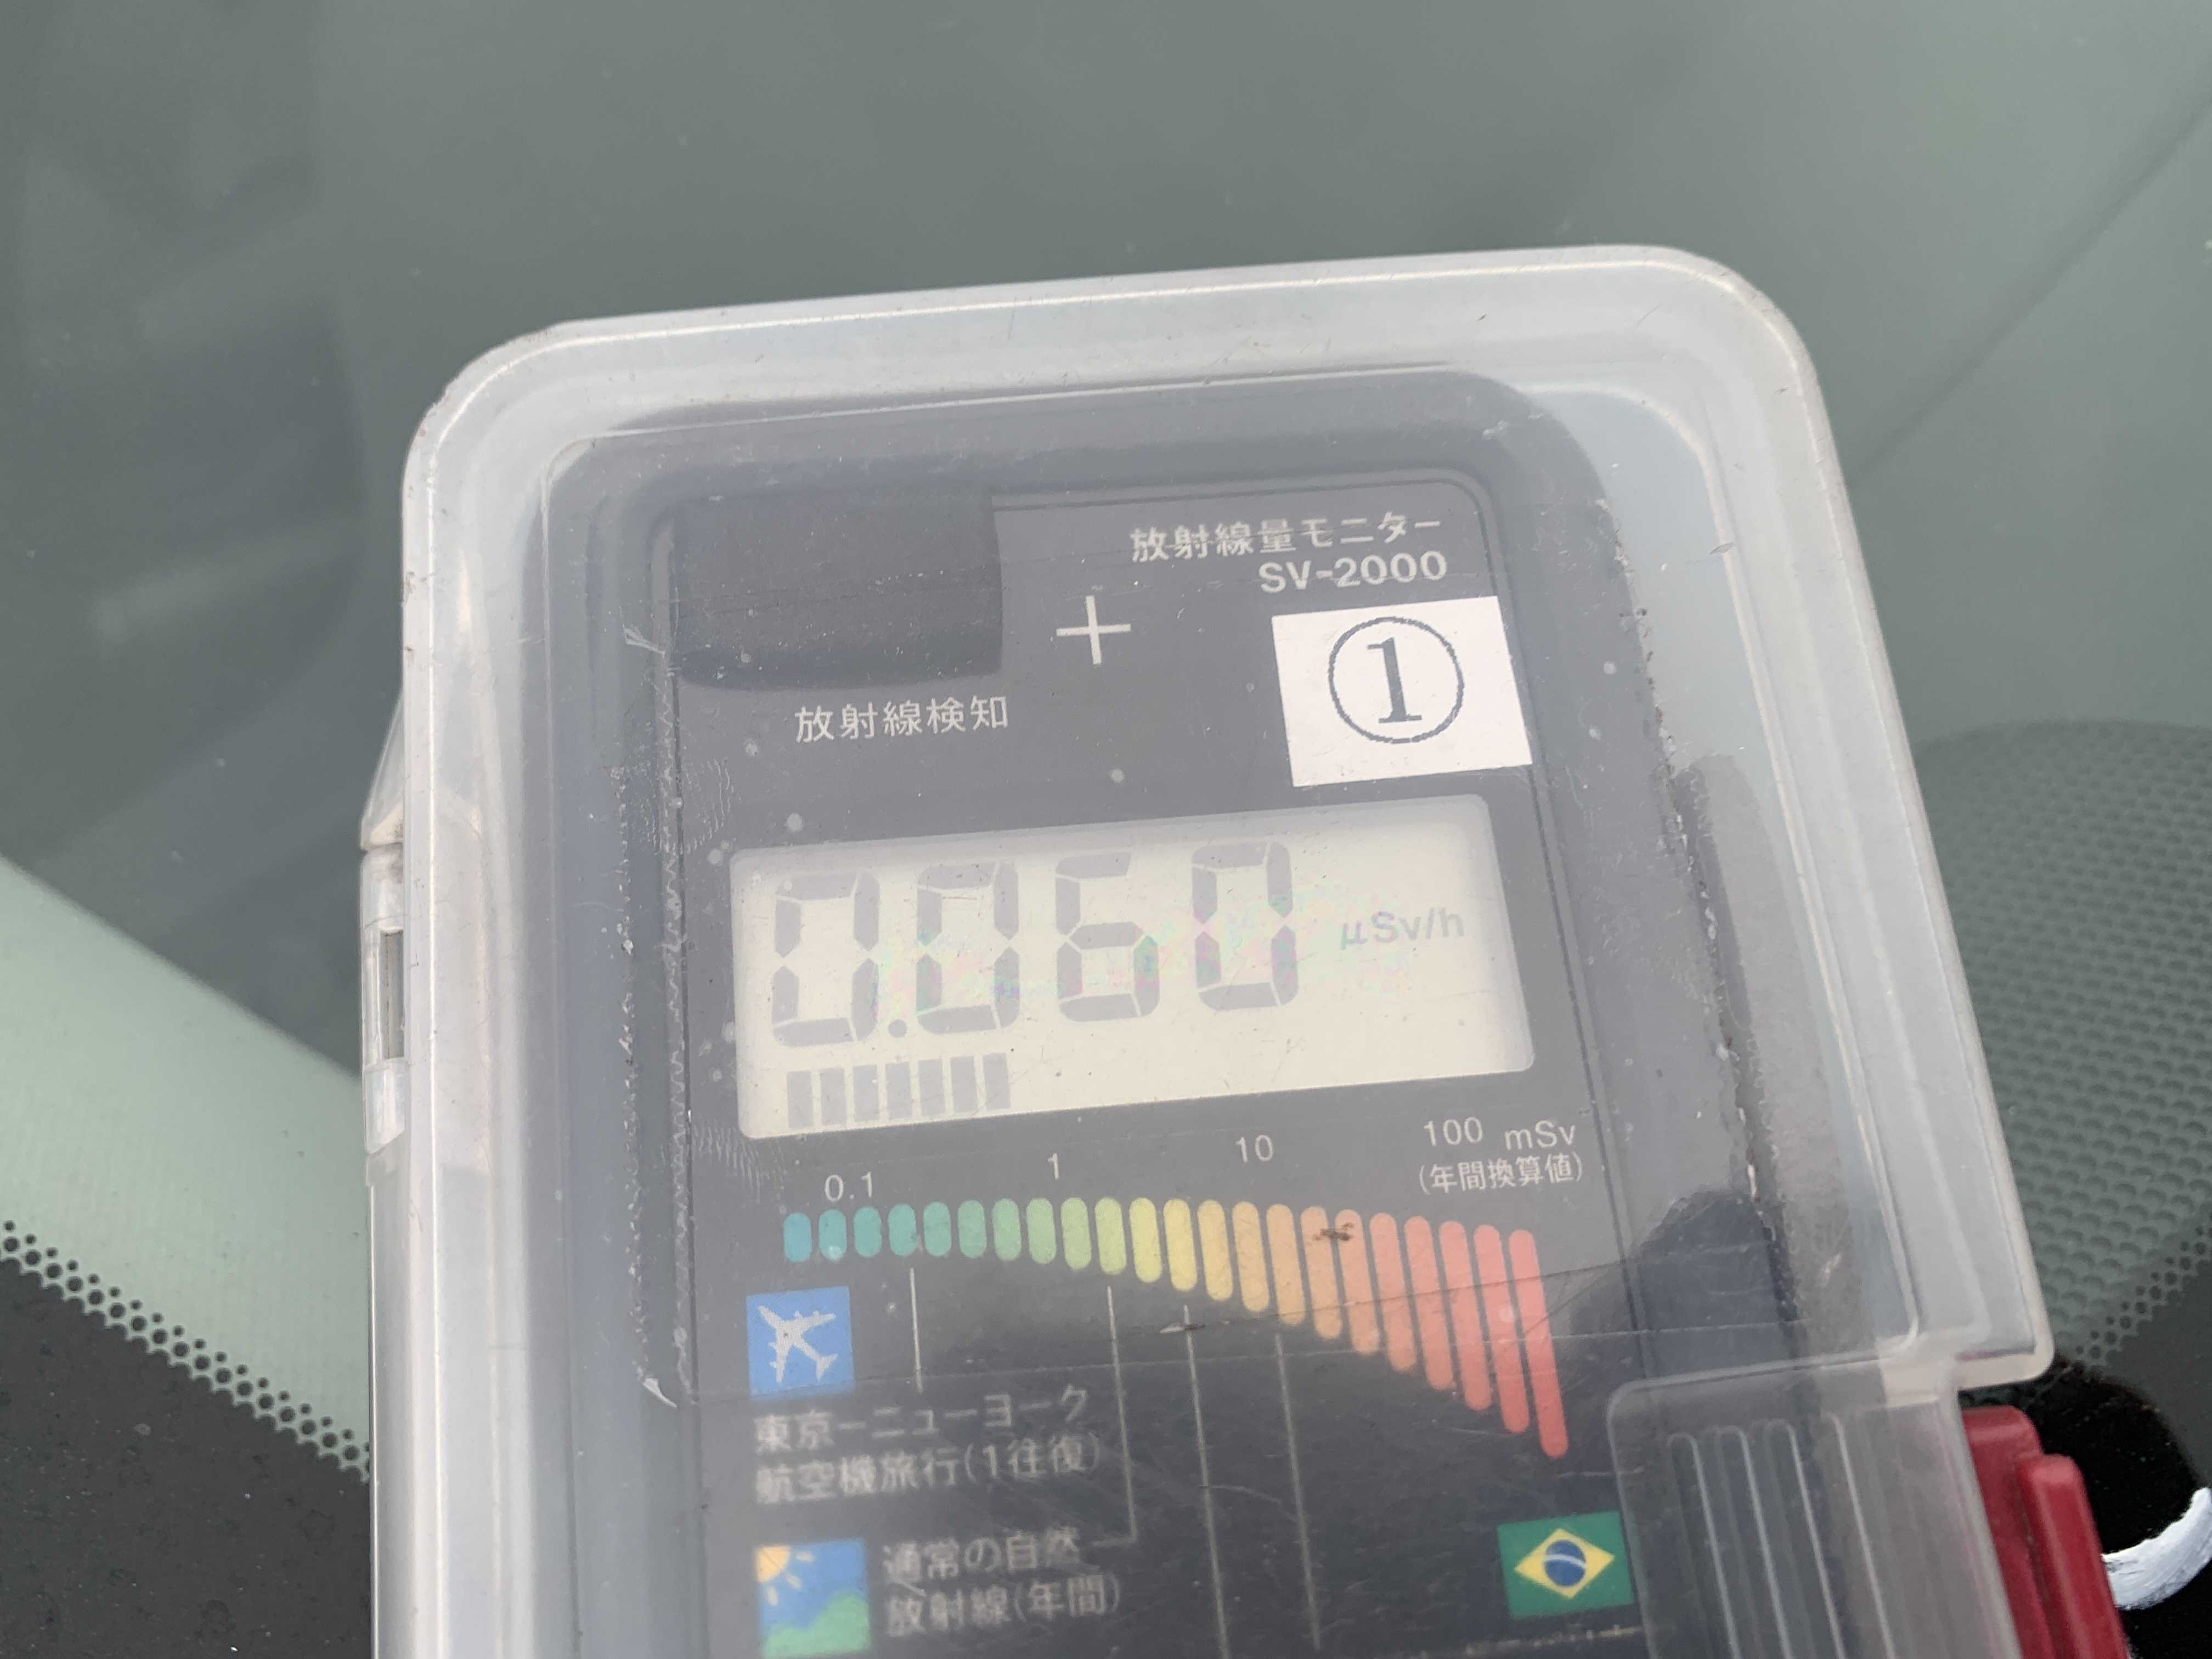 放射線量モニター
SV-2000
①
放射線検知
0.060 μSv/h
0.1 1 10 100 mSv
(年間換算値)
東京ーニューヨーク
航空機旅行(1往復)
通常の自然
放射線(年間)